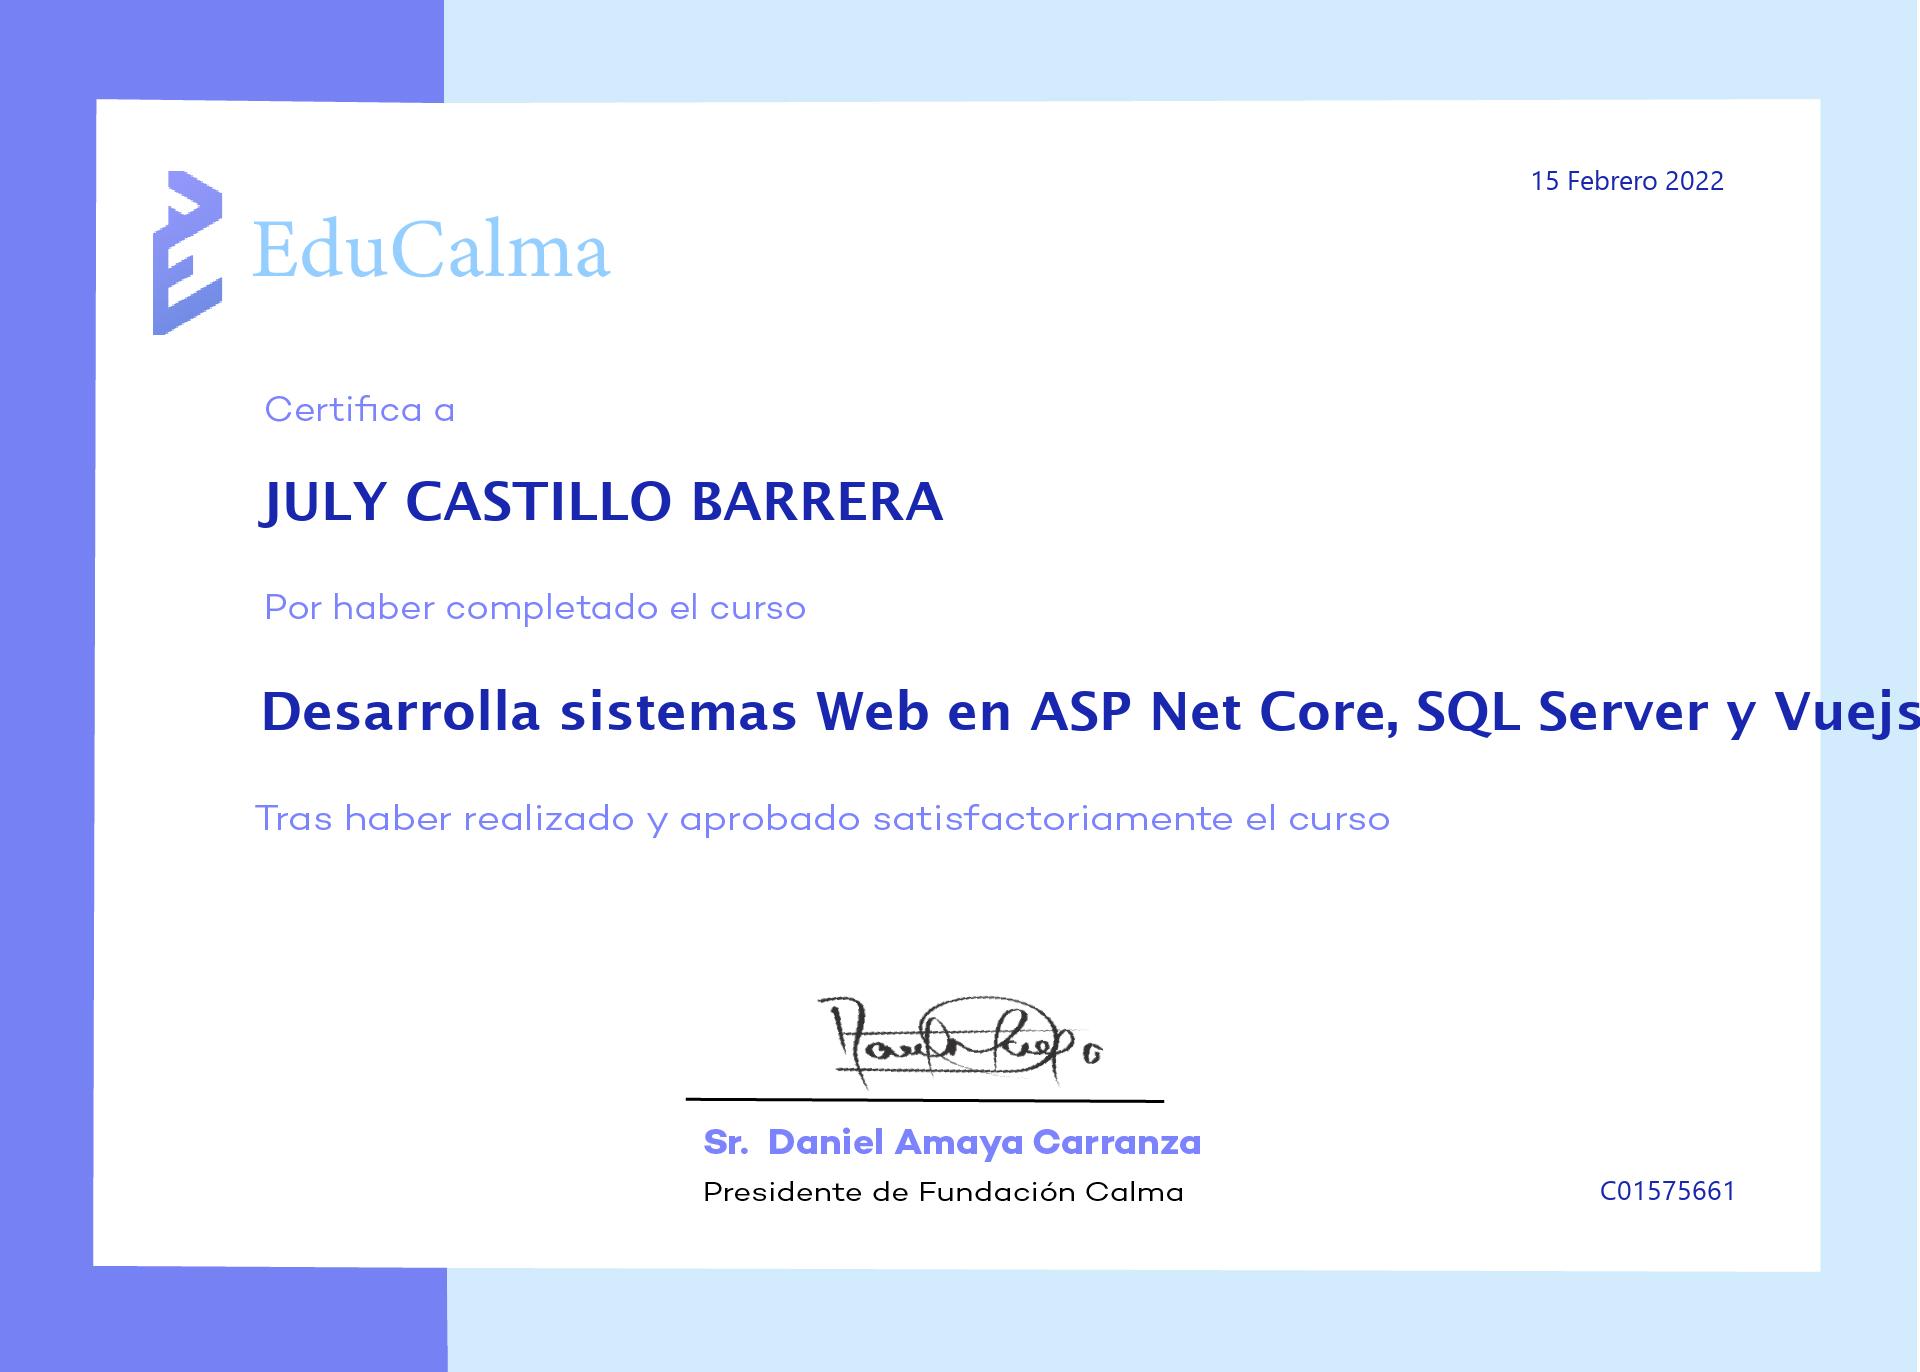 15 Febrero 2022
EduCalma
Certifica a
JULY CASTILLO BARRERA
Por haber completado el curso
Desarrolla sistemas Web en ASP Net Core, SQL Server y Vuejs
Tras haber realizado y aprobado satisfactoriamente el curso
Sr. Daniel Amaya Carranza
Presidente de Fundación Calma
C01575661